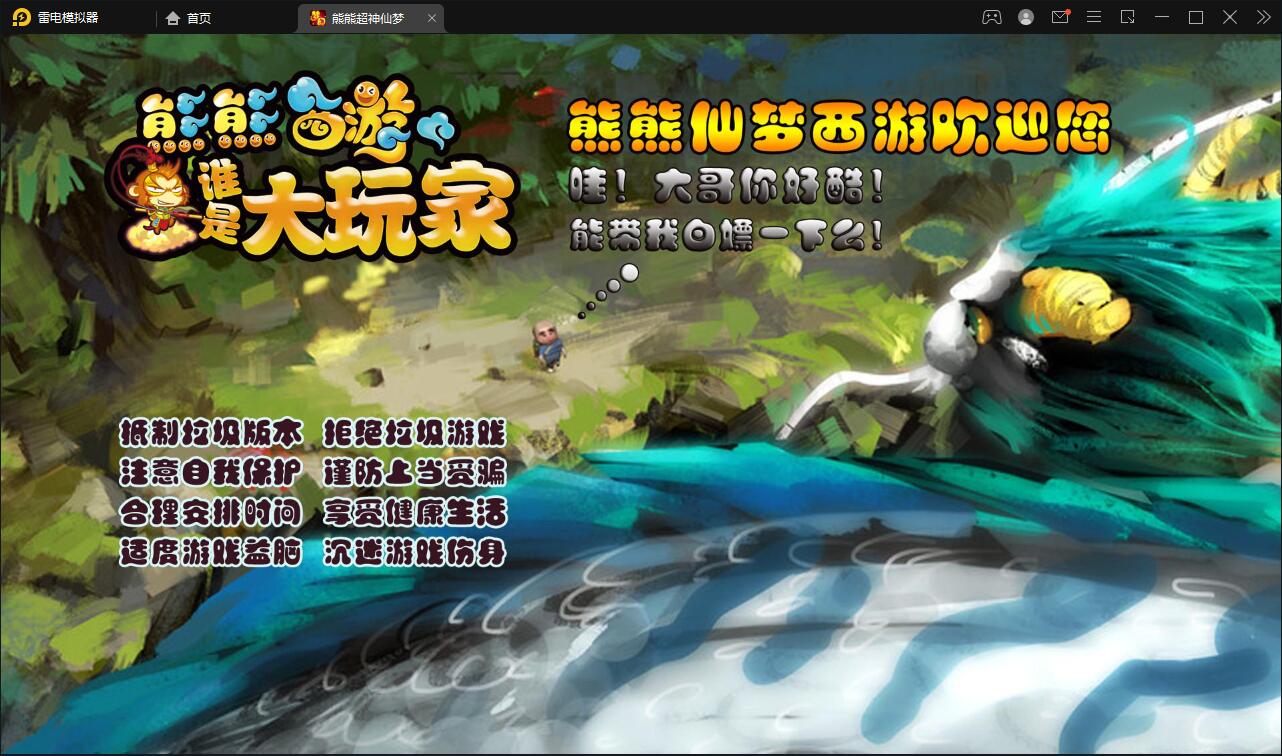 雷电模拟器
首页
熊熊超神仙梦
熊熊西游
谁是大玩家
熊熊仙梦西游欢迎您
哇！大哥你好酷！
能带我白嫖一下么！
抵制垃圾版本 拒绝垃圾游戏
注意自我保护 谨防上当受骗
合理安排时间 享受健康生活
适度游戏益脑 沉迷游戏伤身